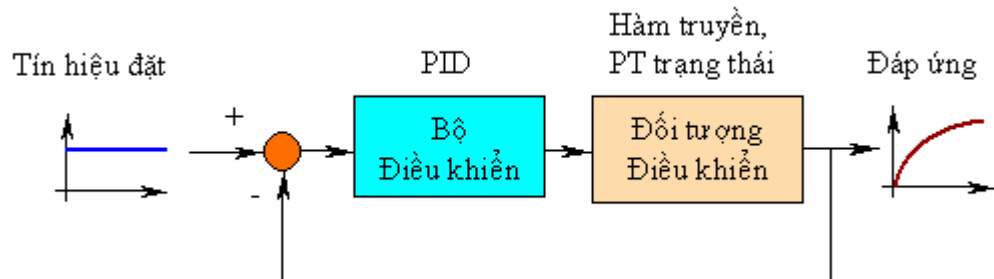 Tín hiệu đặt
PID
Hàm truyền,
PT trạng thái
Đáp ứng
+
-
Bộ
Điều khiển
Đối tượng
Điều khiển